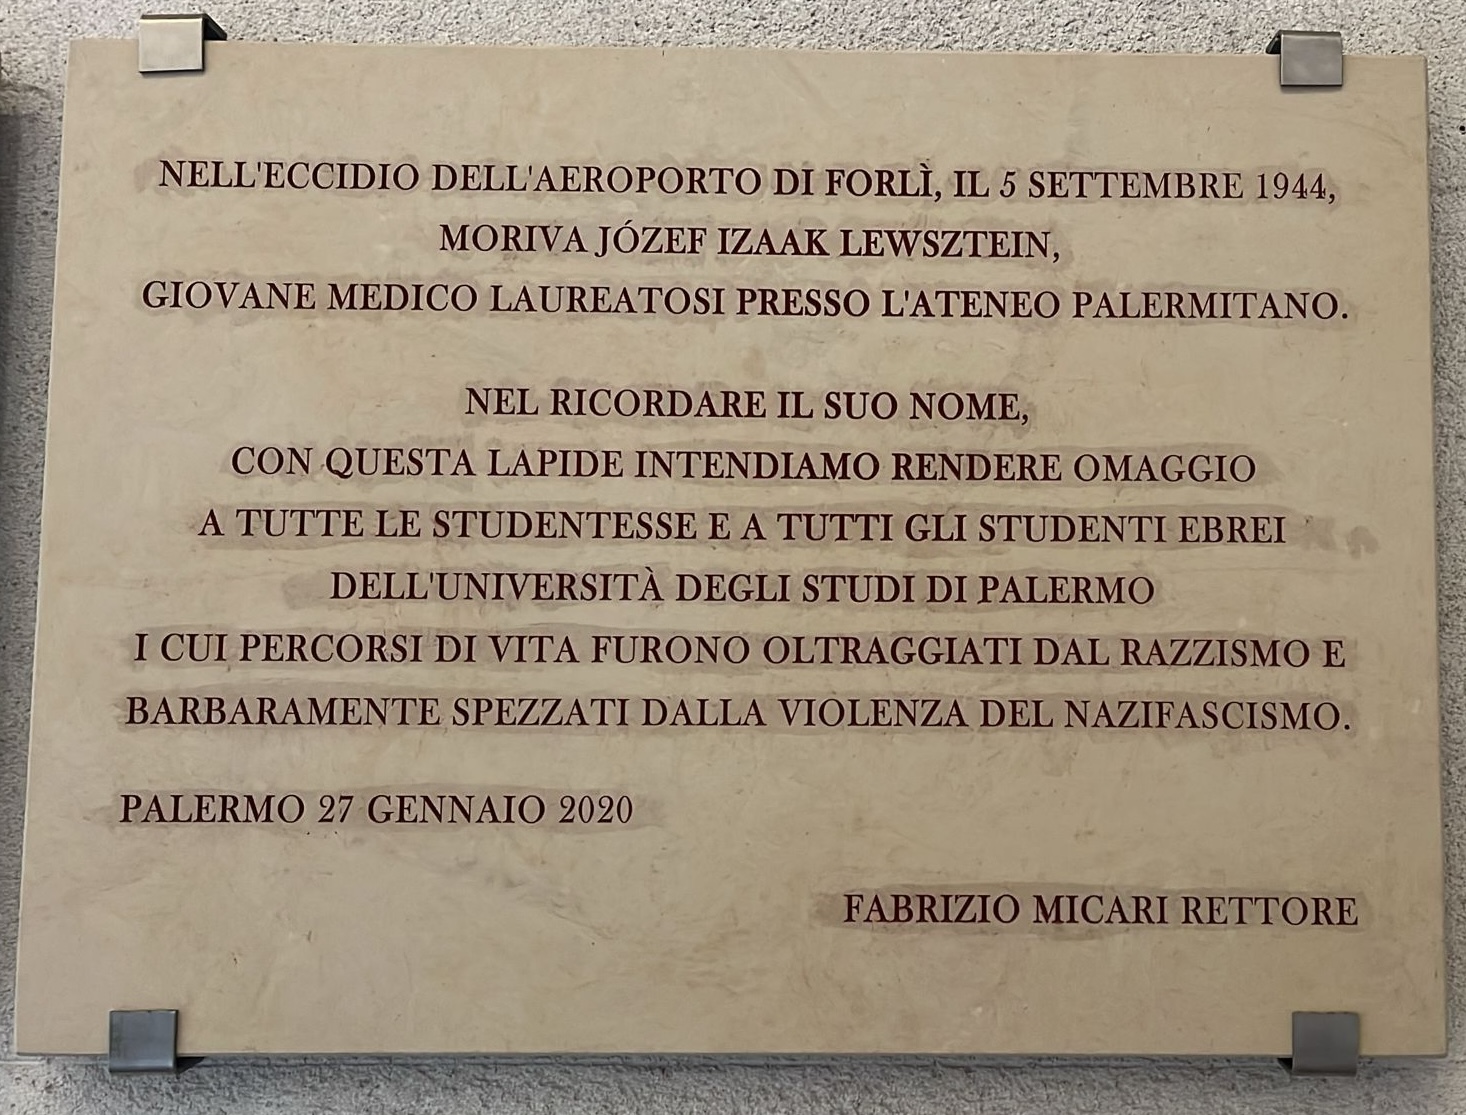 NELL'ECCIDIO DELL'AEROPORTO DI FORLÌ, IL 5 SETTEMBRE 1944,
MORIVA JÓZEF IZAAK LEWSZTEIN,
GIOVANE MEDICO LAUREATOSI PRESSO L'ATENEO PALERMITANO.
NEL RICORDARE IL SUO NOME,
CON QUESTA LAPIDE INTENDIAMO RENDERE OMAGGIO
A TUTTE LE STUDENTESSE E A TUTTI GLI STUDENTI EBREI
DELL'UNIVERSITÀ DEGLI STUDI DI PALERMO
I CUI PERCORSI DI VITA FURONO OLTRAGGIATI DAL RAZZISMO E
BARBARAMENTE SPEZZATI DALLA VIOLENZA DEL NAZIFASCISMO.
PALERMO 27 GENNAIO 2020
FABRIZIO MICARI RETTORE